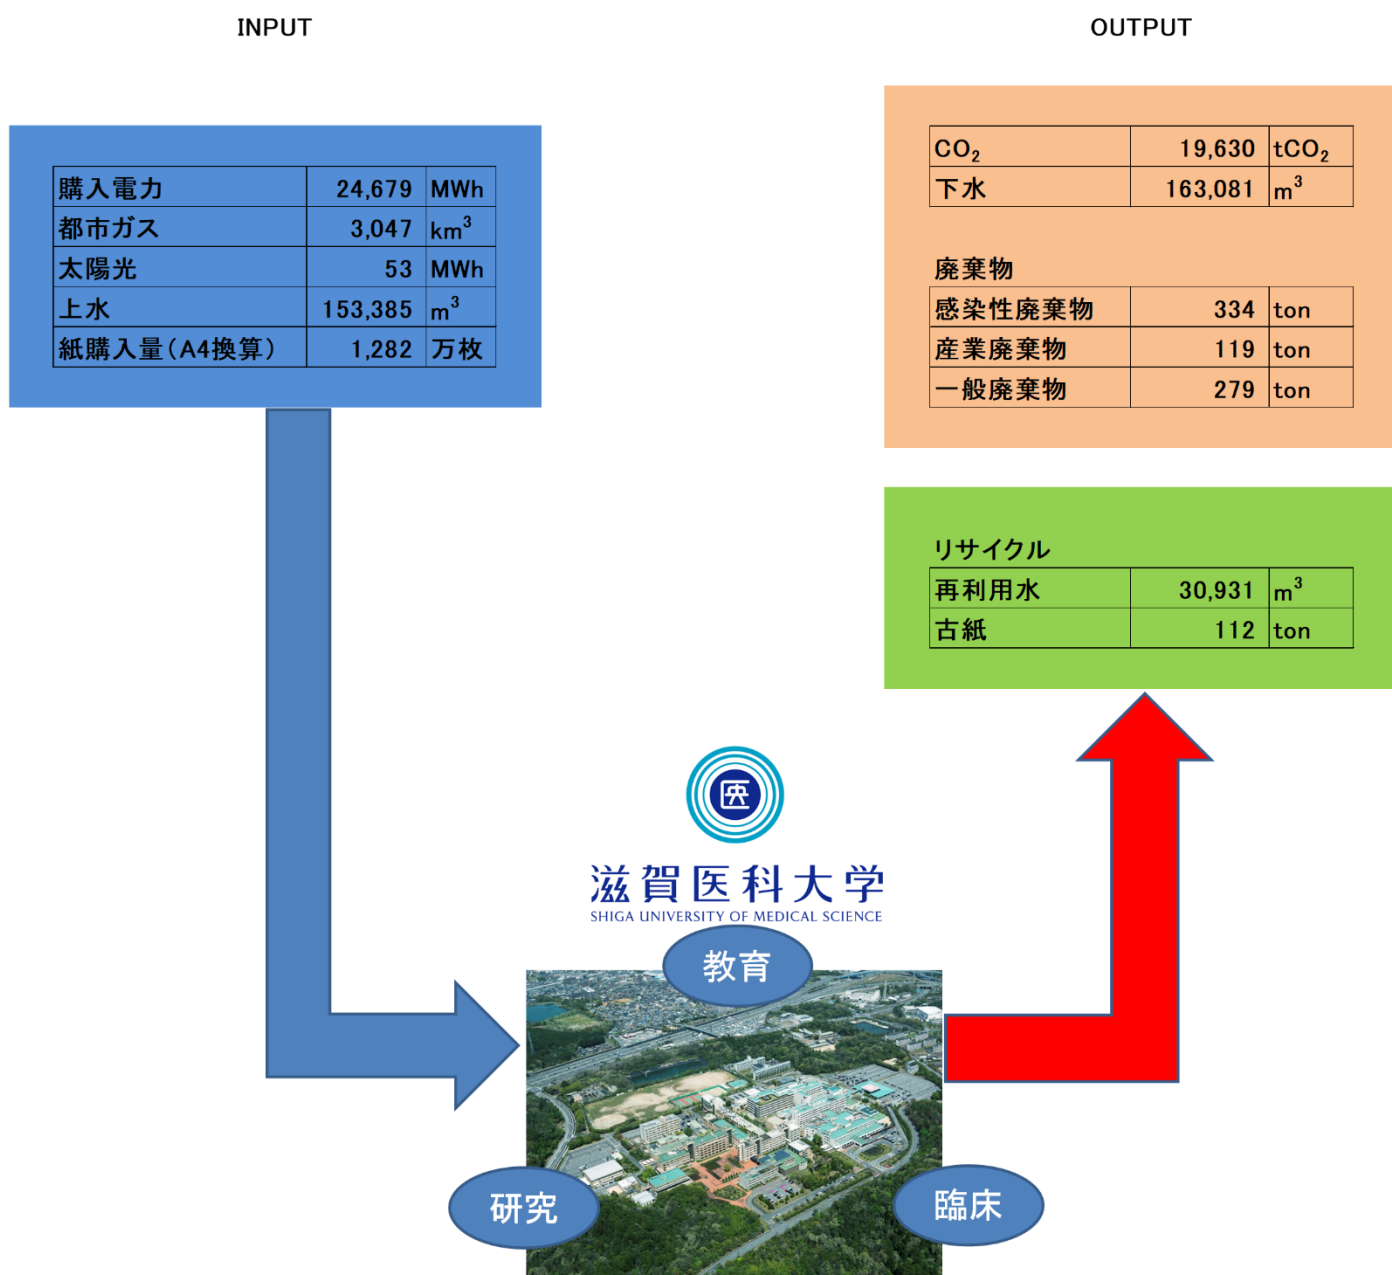 INPUT
OUTPUT
購入電力 24,679 MWh
都市ガス 3,047 km³
太陽光 53 MWh
上水 153,385 m³
紙購入量(A4換算) 1,282 万枚
CO₂ 19,630 tCO₂
下水 163,081 m³
廃棄物
感染性廃棄物 334 ton
産業廃棄物 119 ton
一般廃棄物 279 ton
リサイクル
再利用水 30,931 m³
古紙 112 ton
滋賀医科大学
SHIGA UNIVERSITY OF MEDICAL SCIENCE
教育
研究
臨床